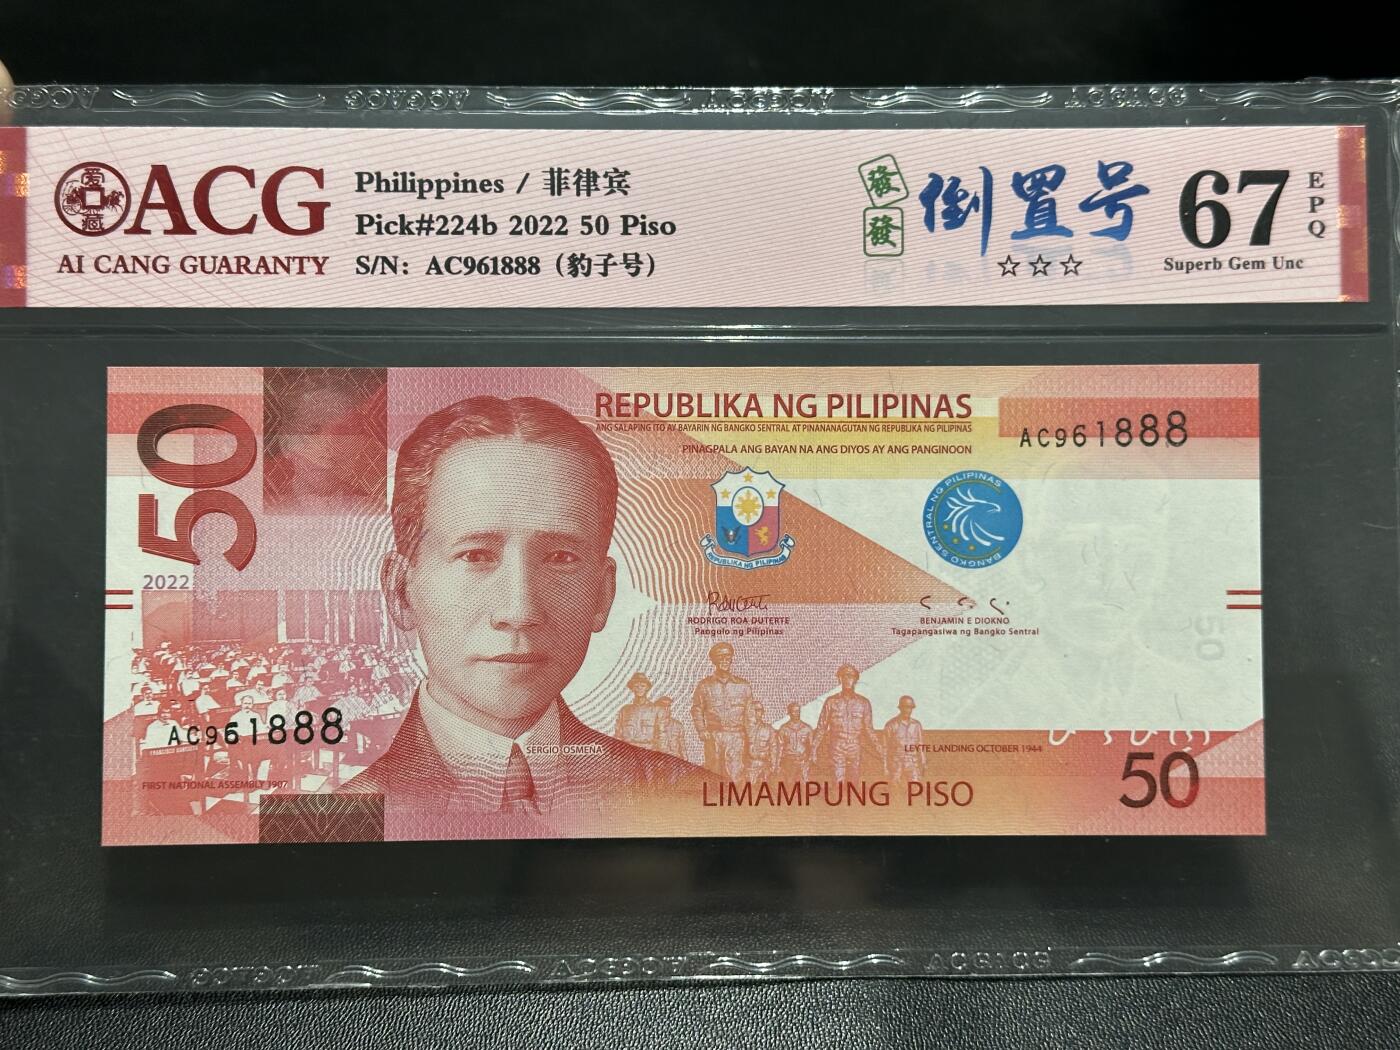 ACG
AI CANG GUARANTY
Philippines / 菲律宾
Pick#224b 2022 50 Piso
S/N: AC961888（豹子号）
發
發
倒置号
☆☆☆
67
EPQ
Superb Gem Unc
50
2022
REPUBLIKA NG PILIPINAS
ANG SALAPING ITO AY BAYARIN NG BANGKO SENTRAL AT PINANANAGUTAN NG REPUBLIKA NG PILIPINAS
PINAGPALA ANG BAYAN NA ANG DIYOS AY ANG PANGINOON
AC961888
REPUBLIKA NG PILIPINAS
BANGKO SENTRAL NG PILIPINAS
RODRIGO ROA DUTERTE
Pangulo ng Pilipinas
BENJAMIN E DIOKNO
Tagapangasiwa ng Bangko Sentral
50
AC961888
SERGIO OSMEÑA
LEYTE LANDING OCTOBER 1944
FIRST NATIONAL ASSEMBLY 1907
LIMAMPUNG PISO
50